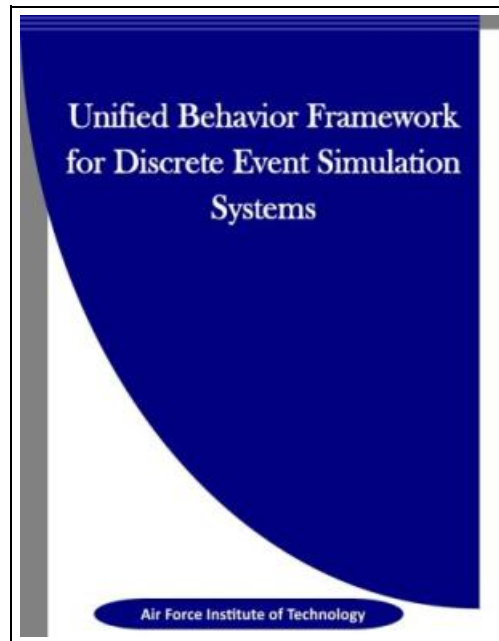 Unified Behavior Framework
for Discrete Event Simulation
Systems
Air Force Institute of Technology